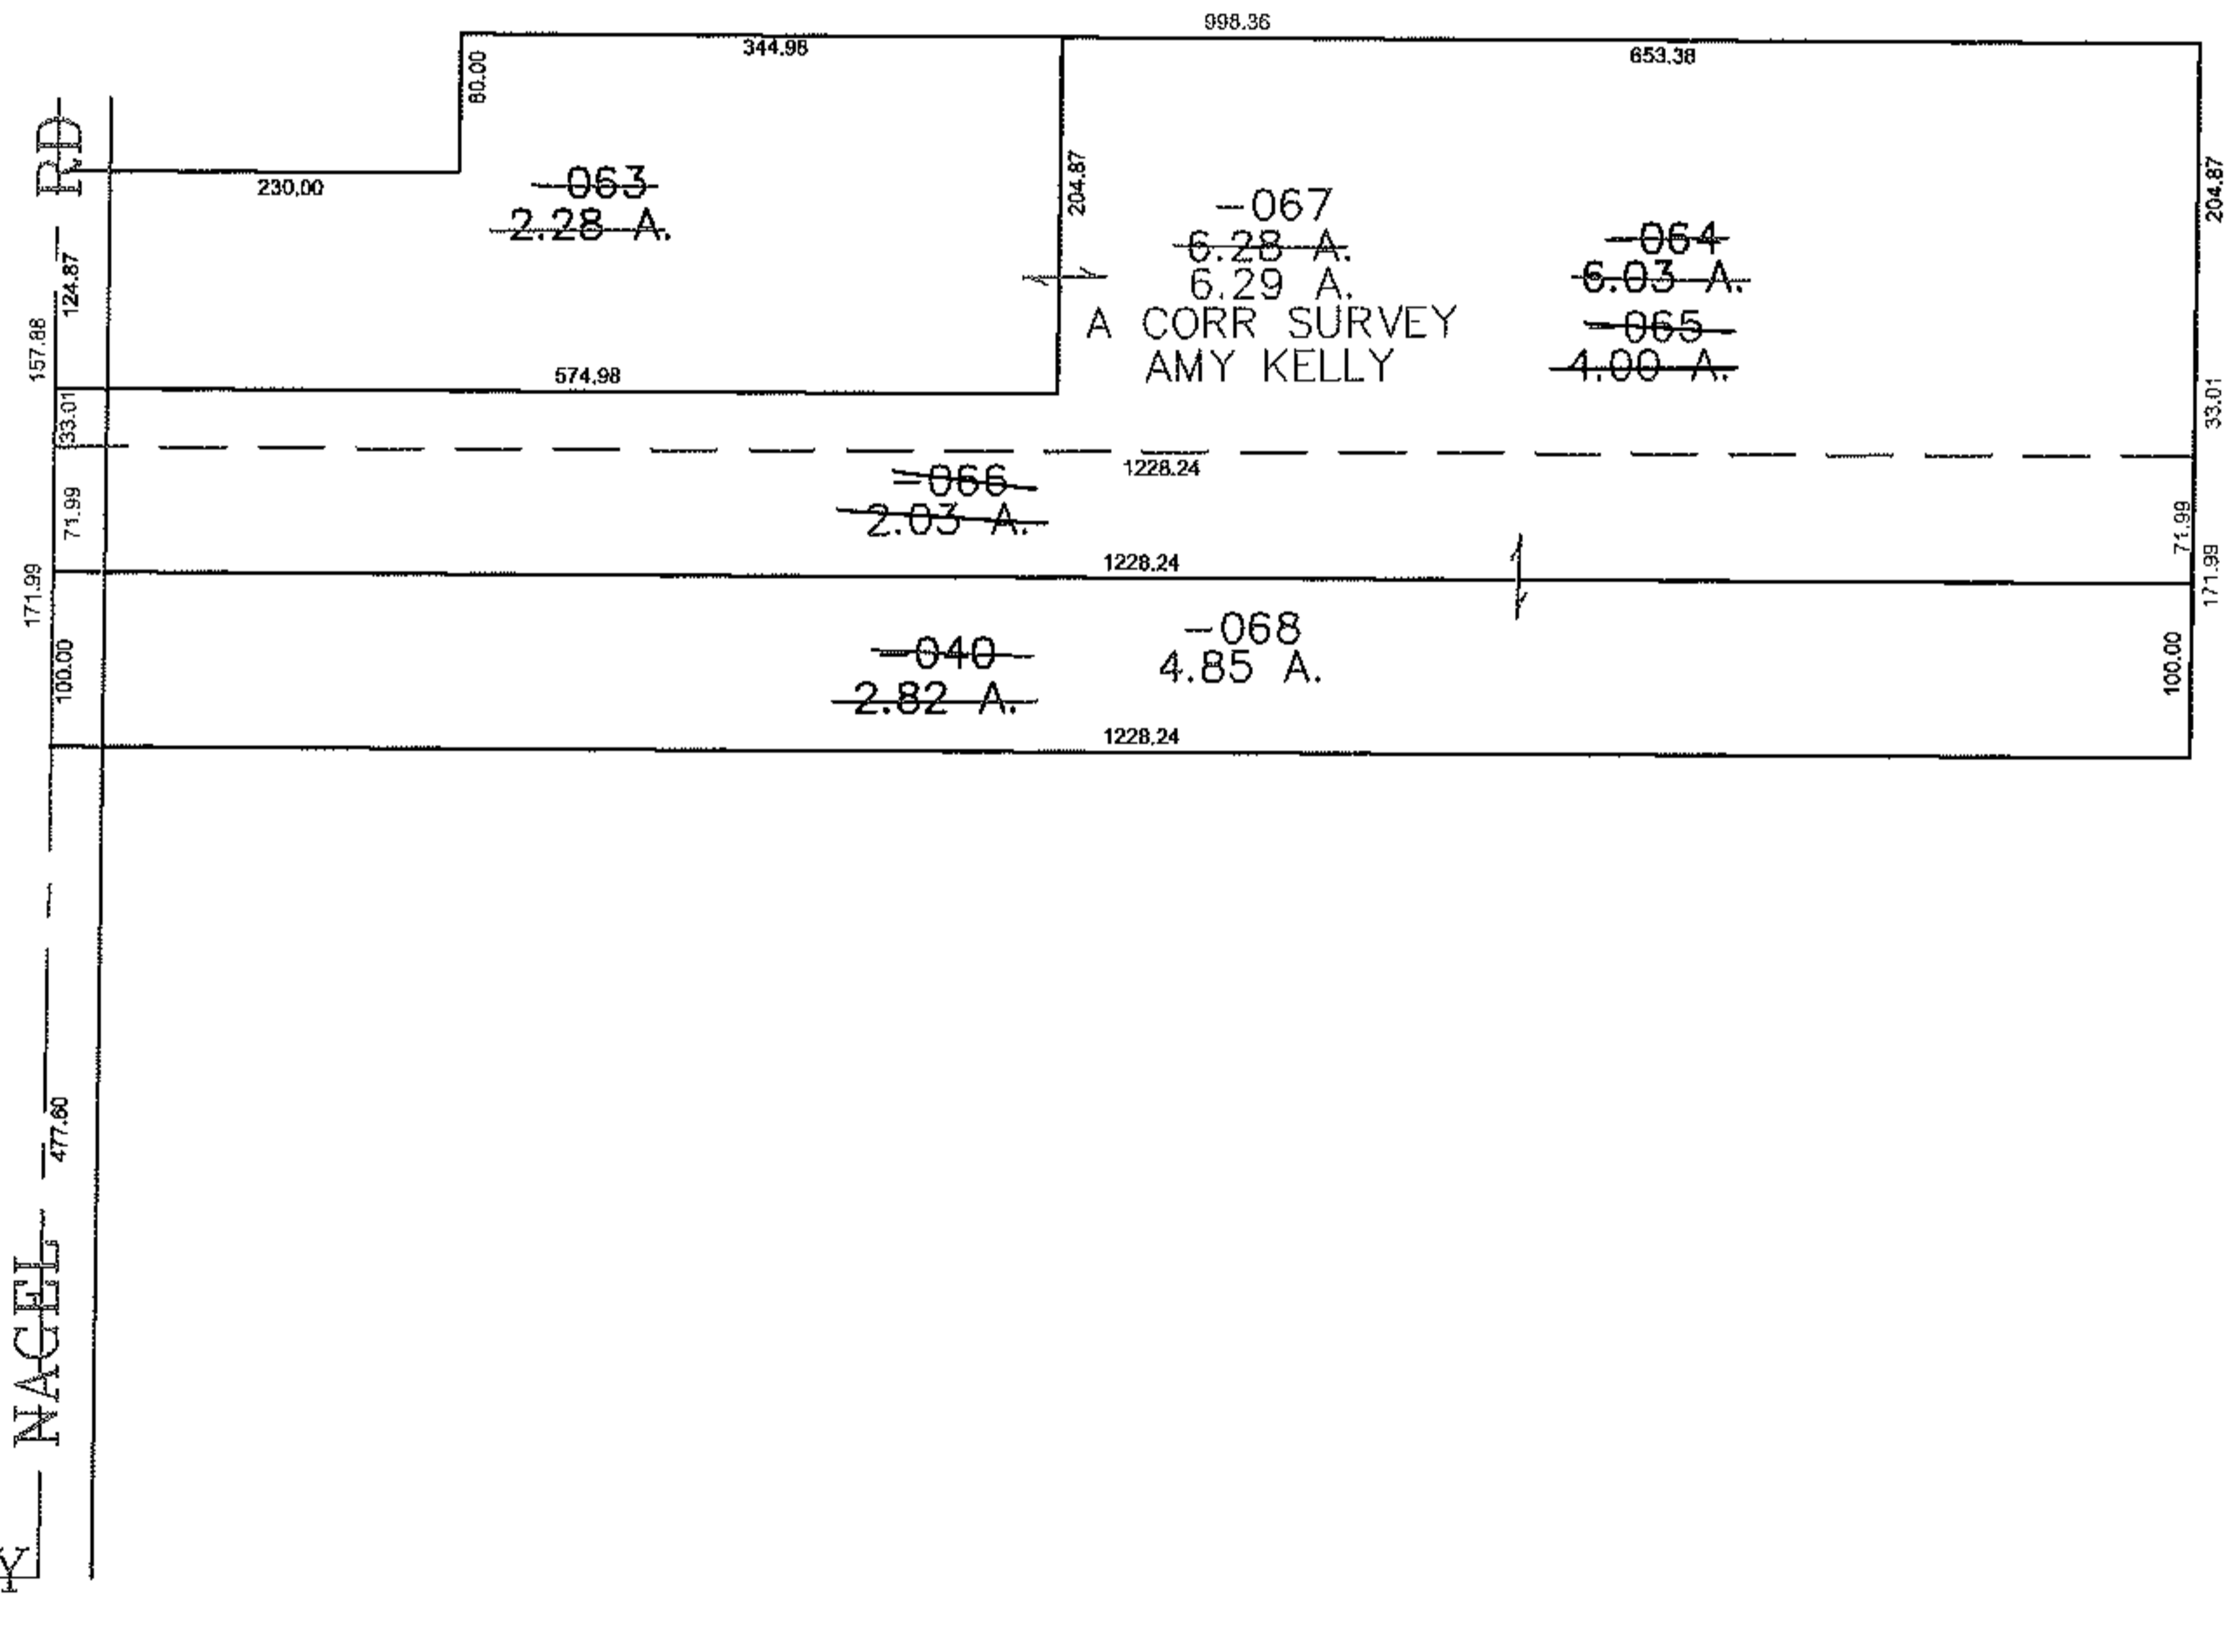 998.36
344.98
653.38
80.00
RD
230.00
-063
2.28 A.
204.87
204.87
-067
6.28 A.
6.29 A.
A CORR SURVEY
AMY KELLY
-064
6.03 A.
-065
4.00 A.
124.87
157.88
574.98
33.01
33.01
1228.24
-066
2.03 A.
71.99
71.99
171.99
171.99
1228.24
-040
2.82 A.
-068
4.85 A.
100.00
100.00
1228.24
477.60
NAGEL
Y